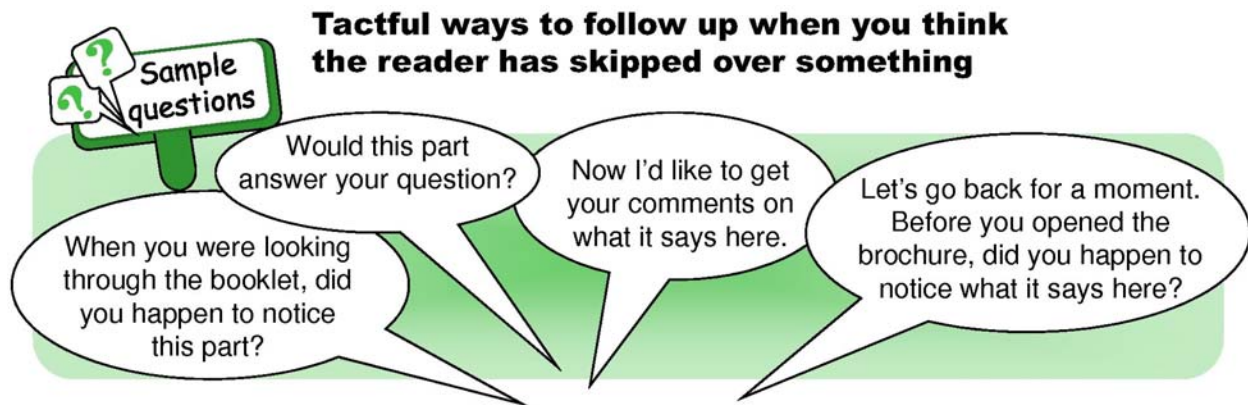 Tactful ways to follow up when you think
the reader has skipped over something
?
?
Sample
questions
When you were looking
through the booklet, did
you happen to notice
this part?
Would this part
answer your question?
Now I'd like to get
your comments on
what it says here.
Let's go back for a moment.
Before you opened the
brochure, did you happen to
notice what it says here?